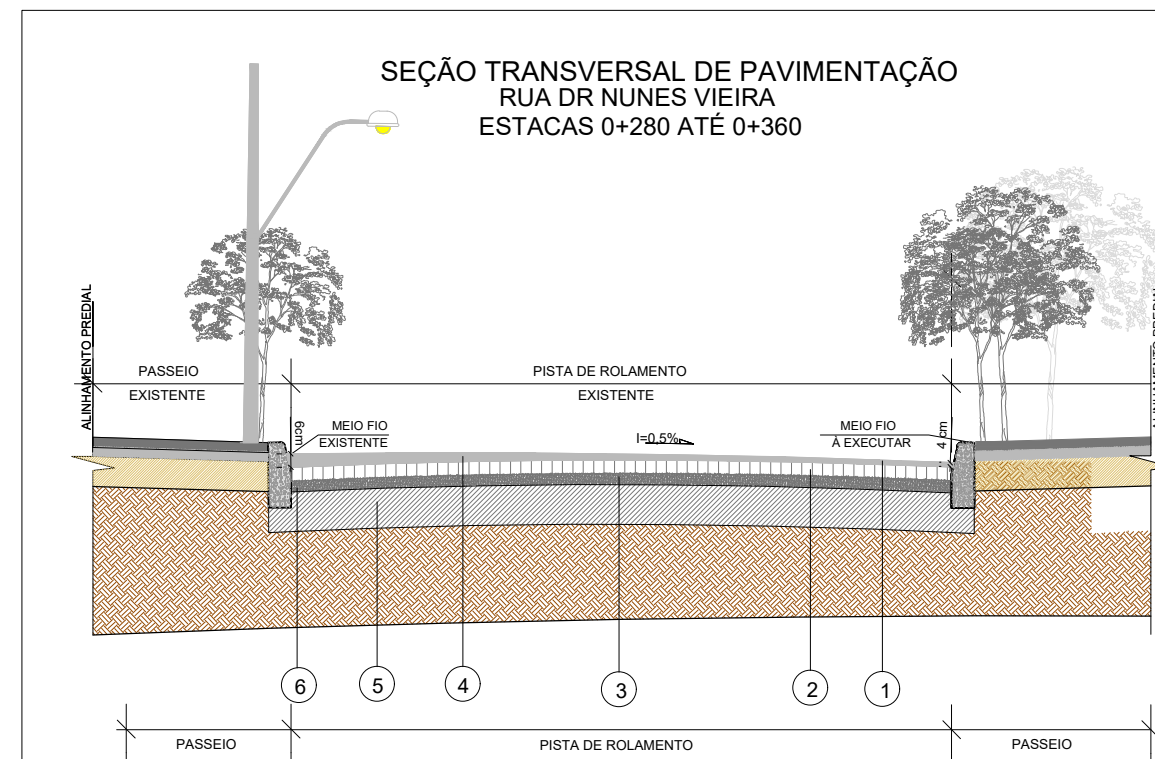 SEÇÃO TRANSVERSAL DE PAVIMENTAÇÃO
RUA DR NUNES VIEIRA
ESTACAS 0+280 ATÉ 0+360
ALINHAMENTO PREDIAL
ALINHAMENTO PREDIAL
PASSEIO
EXISTENTE
PISTA DE ROLAMENTO
EXISTENTE
6cm
MEIO FIO
EXISTENTE
I=0,5%
MEIO FIO
À EXECUTAR
4 cm
6
5
4
3
2
1
PASSEIO
PISTA DE ROLAMENTO
PASSEIO